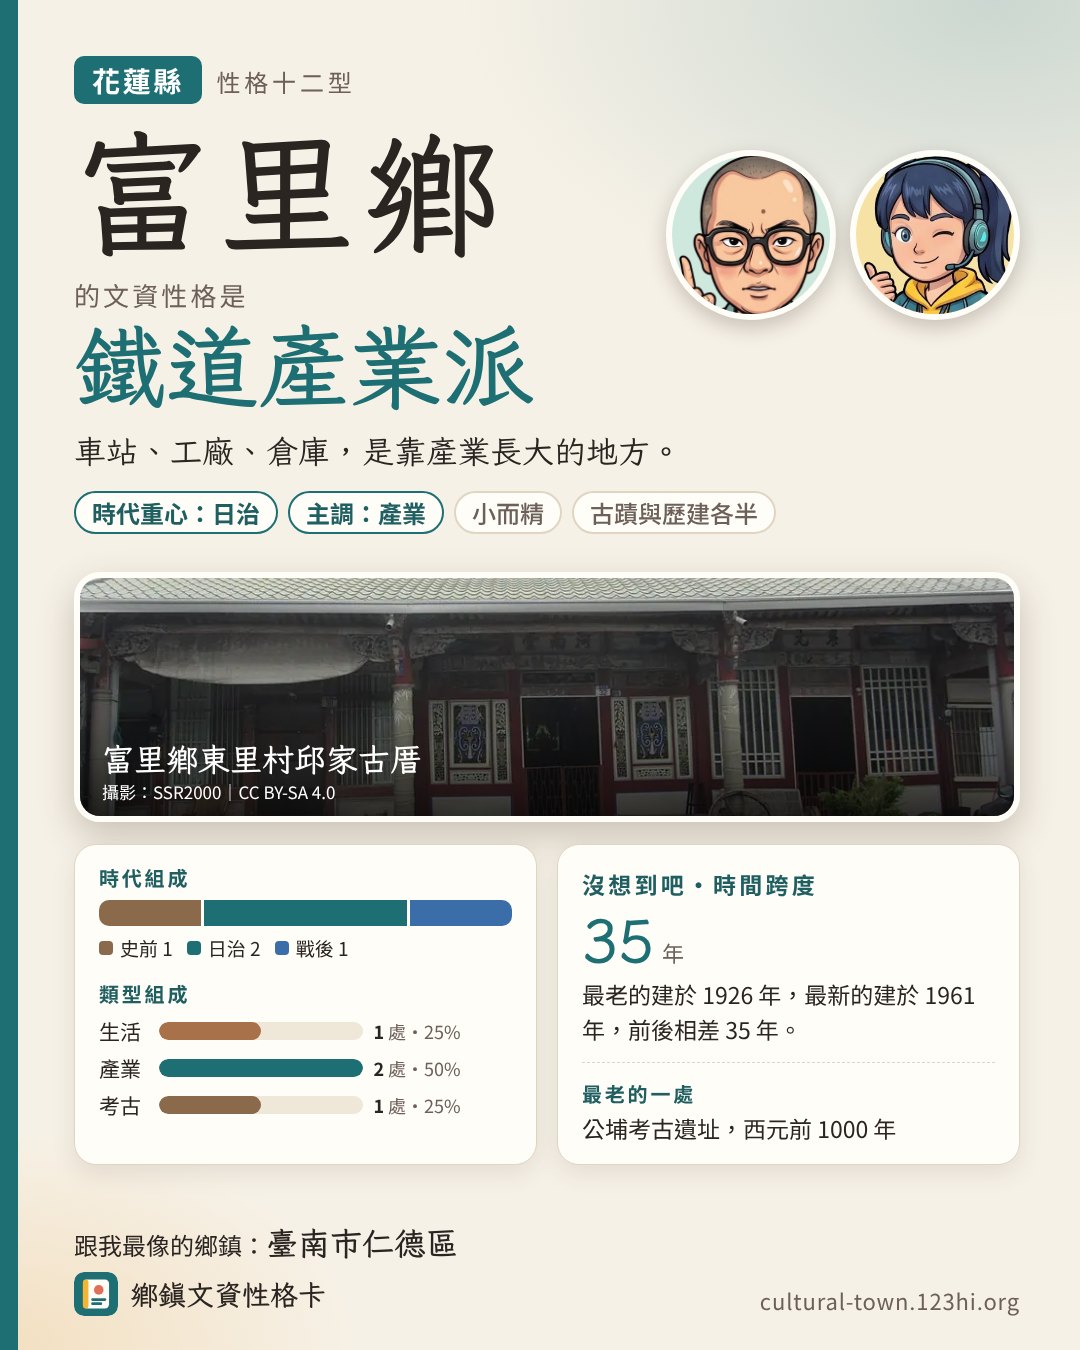 花蓮縣 性格十二型
富里鄉
的文資性格是
鐵道產業派
車站、工廠、倉庫，是靠產業長大的地方。
時代重心：日治 主調：產業 小而精 古蹟與歷建各半
富里鄉東里村邱家古厝
攝影：SSR2000｜CC BY-SA 4.0
時代組成
史前 1 日治 2 戰後 1
類型組成
生活 1 處・25%
產業 2 處・50%
考古 1 處・25%
沒想到吧・時間跨度
35 年
最老的建於 1926 年，最新的建於 1961
年，前後相差 35 年。
最老的一處
公埔考古遺址，西元前 1000 年
跟我最像的鄉鎮：臺南市仁德區
鄉鎮文資性格卡
cultural-town.123hi.org